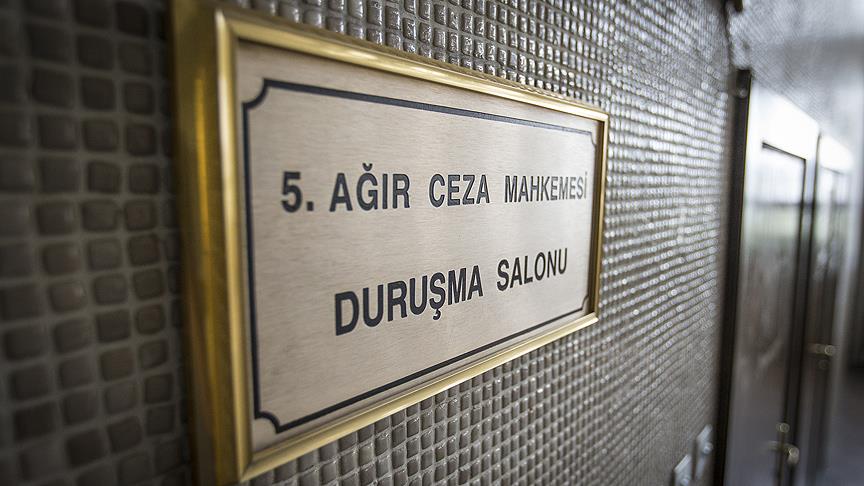 5. AĞIR CEZA MAHKEMESİ
DURUŞMA SALONU